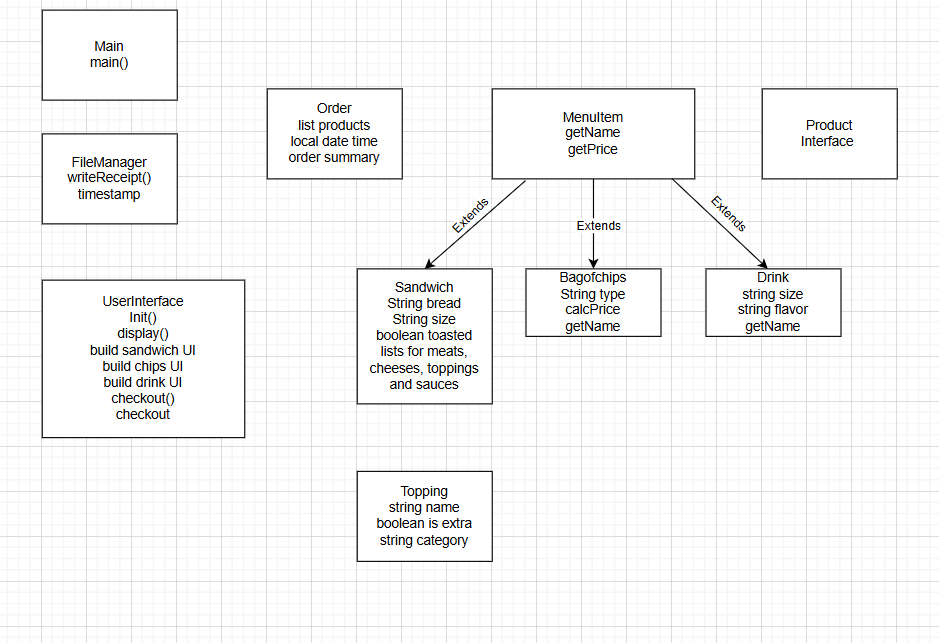 Main
main()
Order
list products
local date time
order summary
MenuItem
getName
getPrice
Product
Interface
FileManager
writeReceipt()
timestamp
Extends
Extends
Extends
UserInterface
Init()
display()
build sandwich UI
build chips UI
build drink UI
checkout()
checkout
Sandwich
String bread
String size
boolean toasted
lists for meats,
cheeses, toppings
and sauces
Bagofchips
String type
calcPrice
getName
Drink
string size
string flavor
getName
Topping
string name
boolean is extra
string category